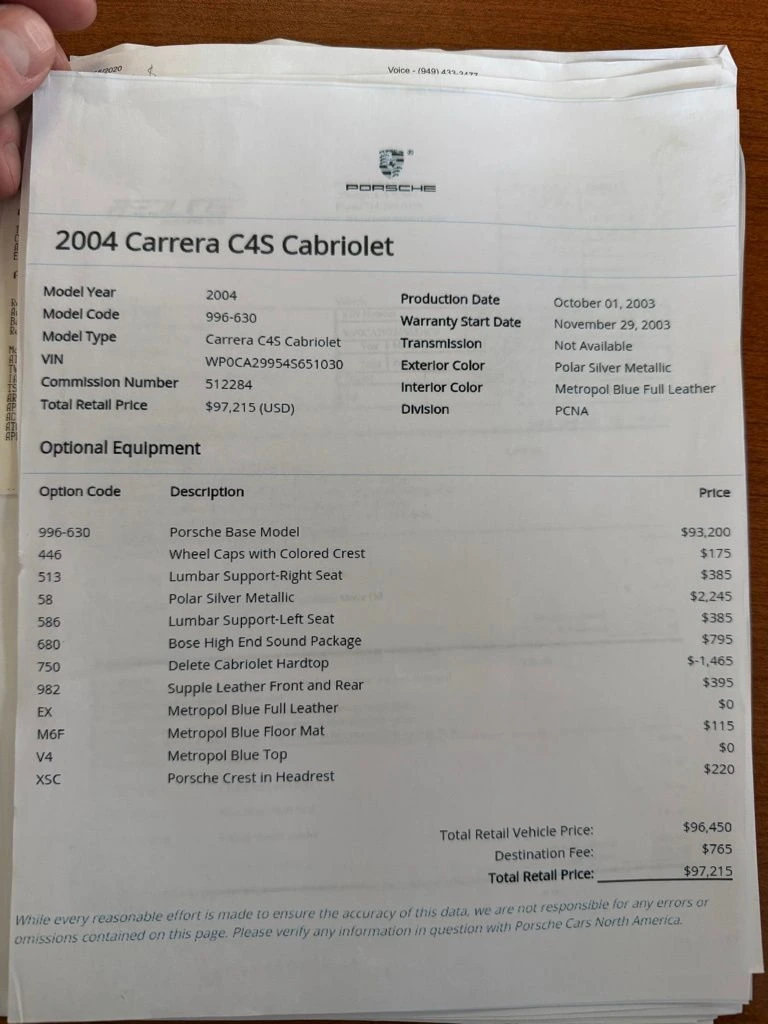 /2020
Voice - (949) 433-2477
PORSCHE
2004 Carrera C4S Cabriolet
Model Year 2004 Production Date October 01, 2003
Model Code 996-630 Warranty Start Date November 29, 2003
Model Type Carrera C4S Cabriolet Transmission Not Available
VIN WP0CA29954S651030 Exterior Color Polar Silver Metallic
Commission Number 512284 Interior Color Metropol Blue Full Leather
Total Retail Price $97,215 (USD) Division PCNA
Optional Equipment
Option Code Description Price
996-630 Porsche Base Model $93,200
446 Wheel Caps with Colored Crest $175
513 Lumbar Support-Right Seat $385
58 Polar Silver Metallic $2,245
586 Lumbar Support-Left Seat $385
680 Bose High End Sound Package $795
750 Delete Cabriolet Hardtop $-1,465
982 Supple Leather Front and Rear $395
EX Metropol Blue Full Leather $0
M6F Metropol Blue Floor Mat $115
V4 Metropol Blue Top $0
XSC Porsche Crest in Headrest $220
Total Retail Vehicle Price: $96,450
Destination Fee: $765
Total Retail Price: $97,215
While every reasonable effort is made to ensure the accuracy of this data, we are not responsible for any errors or
omissions contained on this page. Please verify any information in question with Porsche Cars North America.